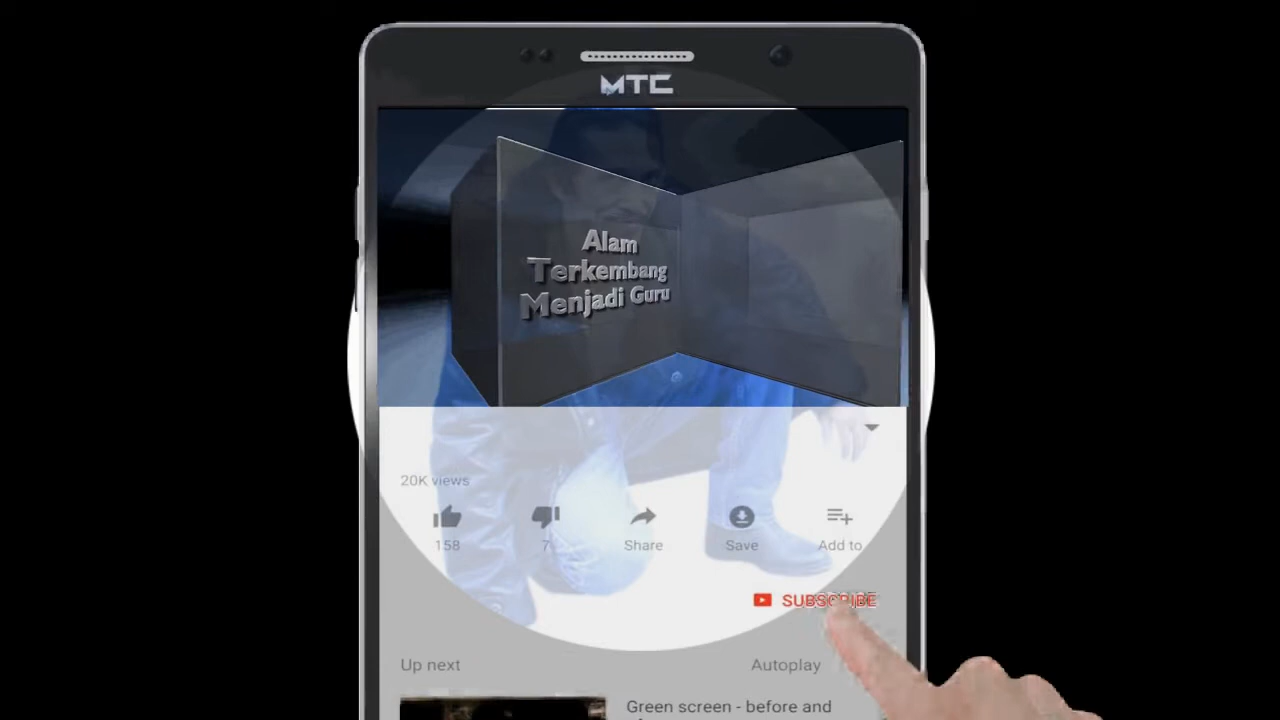 MTC
Alam
Terkembang
Menjadi Guru
20K views
158
7
Share
Save
Add to
SUBSCRIBE
Up next
Autoplay
Green screen - before and